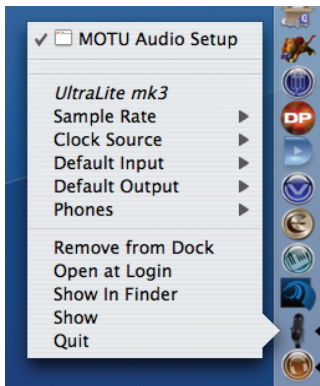 ✓ MOTU Audio Setup
UltraLite mk3
Sample Rate
Clock Source
Default Input
Default Output
Phones
Remove from Dock
Open at Login
Show In Finder
Show
Quit
DP